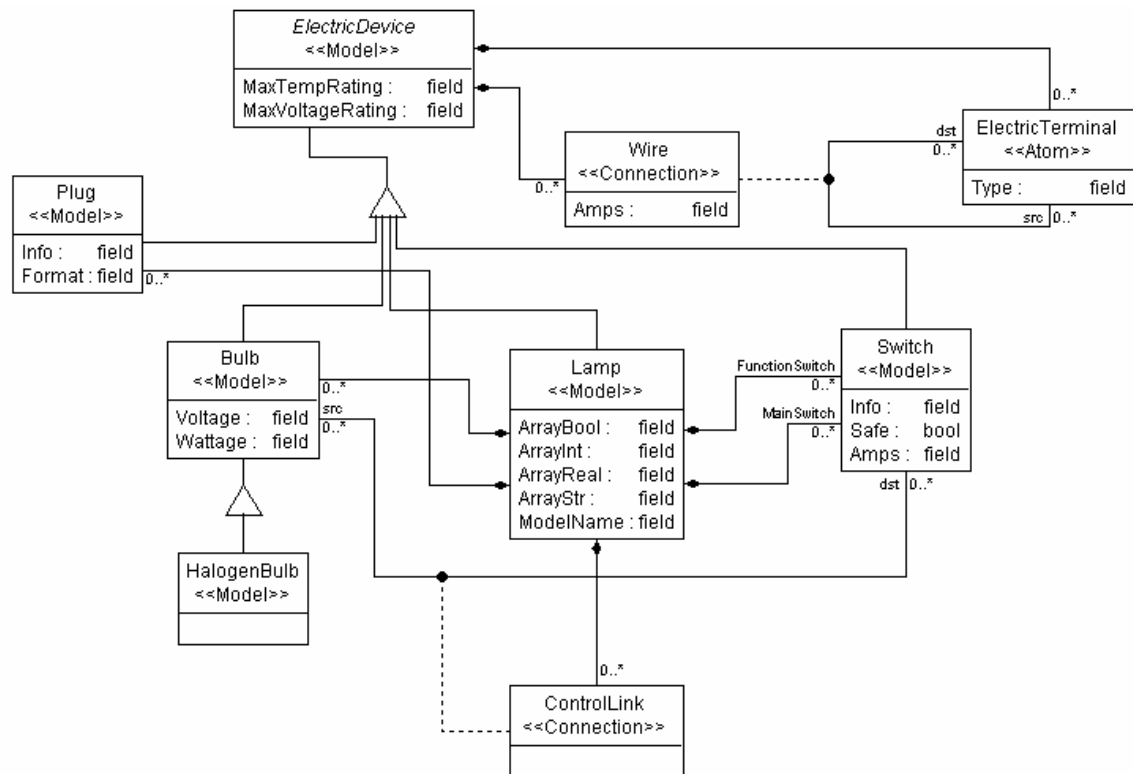 ElectricDevice
<<Model>>
MaxTempRating : field
MaxVoltageRating : field
0..*
dst
0..*
ElectricTerminal
<<Atom>>
Type : field
src 0..*
Wire
<<Connection>>
0..*
Amps : field
Plug
<<Model>>
Info : field
Format : field
0..*
Bulb
<<Model>>
Voltage : field
Wattage : field
0..*
src
0..*
Lamp
<<Model>>
ArrayBool : field
ArrayInt : field
ArrayReal : field
ArrayStr : field
ModelName : field
FunctionSwitch
0..*
MainSwitch
0..*
Switch
<<Model>>
Info : field
Safe : bool
Amps : field
dst 0..*
HalogenBulb
<<Model>>
0..*
ControlLink
<<Connection>>